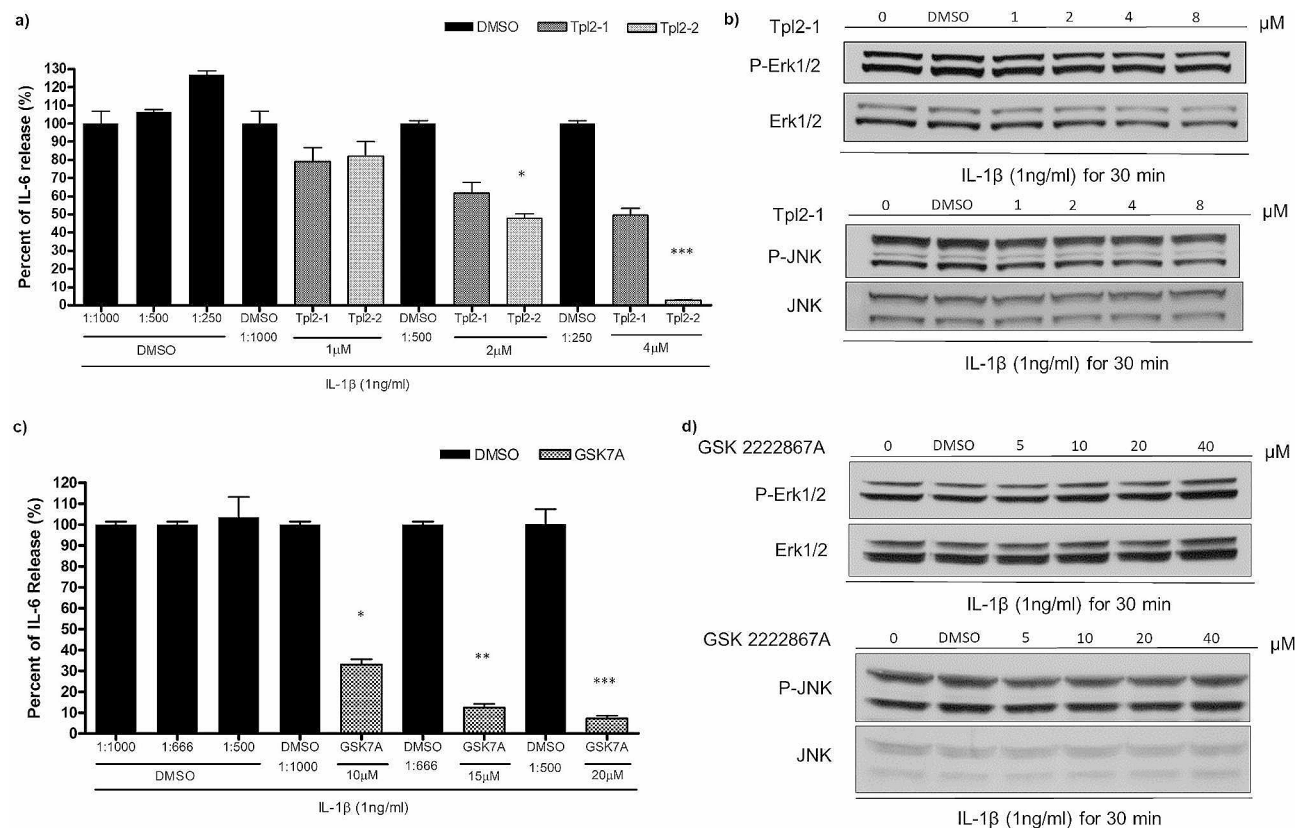 a)
DMSO Tpl2-1 Tpl2-2
Percent of IL-6 release (%)
130
120
110
100
90
80
70
60
50
40
30
20
10
0
* ***
1:1000 1:500 1:250 DMSO Tpl2-1 Tpl2-2 DMSO Tpl2-1 Tpl2-2 DMSO Tpl2-1 Tpl2-2
DMSO 1:1000 1μM 1:500 2μM 1:250 4μM
IL-1β (1ng/ml)
b)
Tpl2-1 0 DMSO 1 2 4 8 μM
P-Erk1/2
Erk1/2
IL-1β (1ng/ml) for 30 min
Tpl2-1 0 DMSO 1 2 4 8 μM
P-JNK
JNK
IL-1β (1ng/ml) for 30 min
c)
DMSO GSK7A
Percent of IL-6 Release (%)
120
110
100
90
80
70
60
50
40
30
20
10
0
* ** ***
1:1000 1:666 1:500 DMSO GSK7A DMSO GSK7A DMSO GSK7A
DMSO 1:1000 10μM 1:666 15μM 1:500 20μM
IL-1β (1ng/ml)
d)
GSK 2222867A 0 DMSO 5 10 20 40 μM
P-Erk1/2
Erk1/2
IL-1β (1ng/ml) for 30 min
GSK 2222867A 0 DMSO 5 10 20 40 μM
P-JNK
JNK
IL-1β (1ng/ml) for 30 min